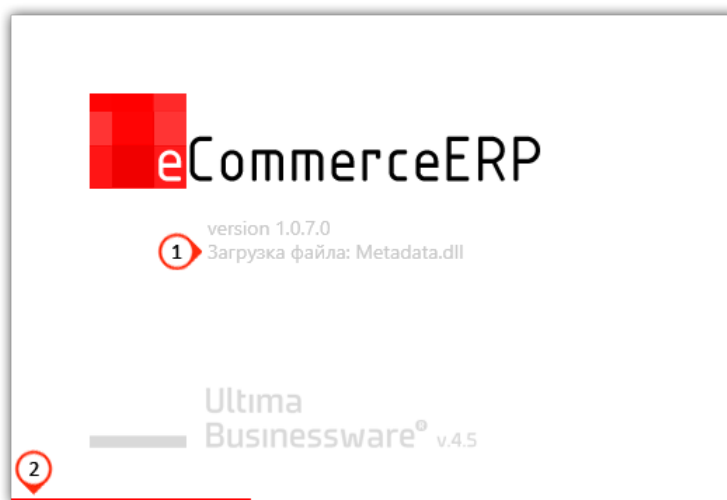 eCommerceERP
version 1.0.7.0
1 Загрузка файла: Metadata.dll
Ultima
Businessware® v.4.5
2